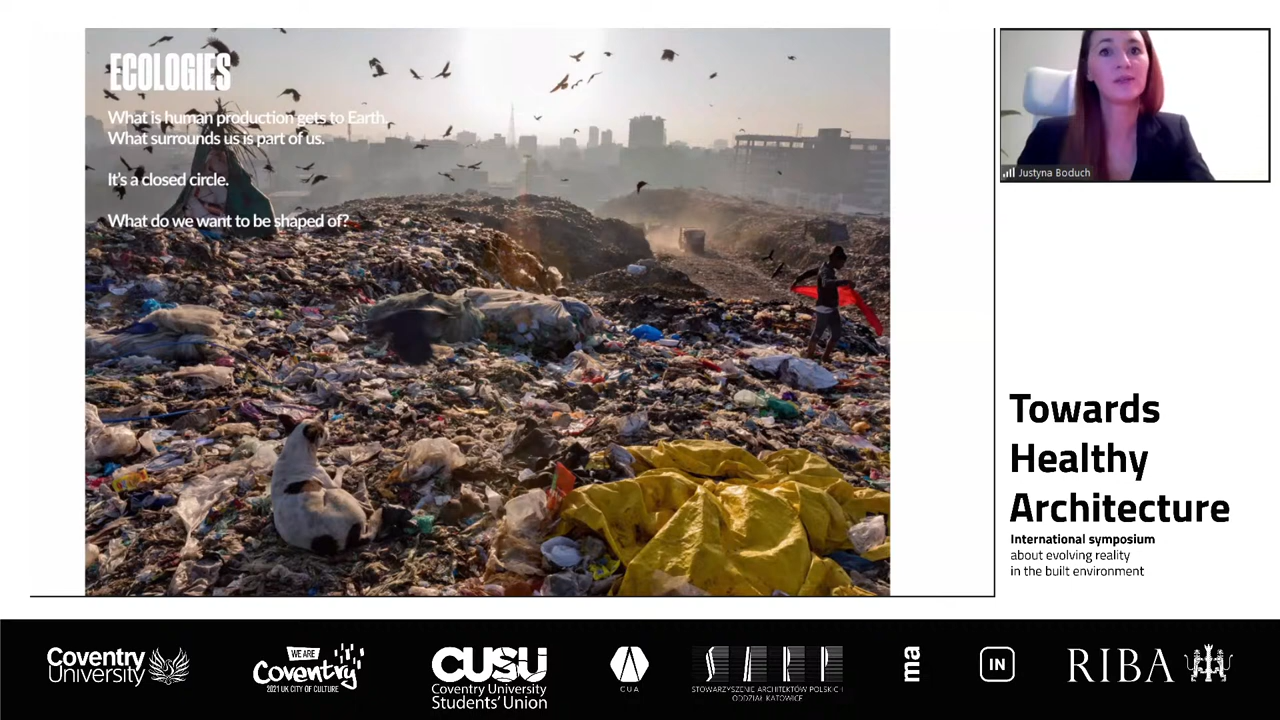 ECOLOGIES
What is human production gets to Earth.
What surrounds us is part of us.
It's a closed circle.
What do we want to be shaped of?
Justyna Boduch
Towards
Healthy
Architecture
International symposium
about evolving reality
in the built environment
Coventry
University
WE ARE
Coventry
2021 UK CITY OF CULTURE
CUSU
Coventry University
Students' Union
CUA
SARP
STOWARZYSZENIE ARCHITEKTÓW POLSKICH
ODDZIAŁ KATOWICE
ma
IN
RIBA